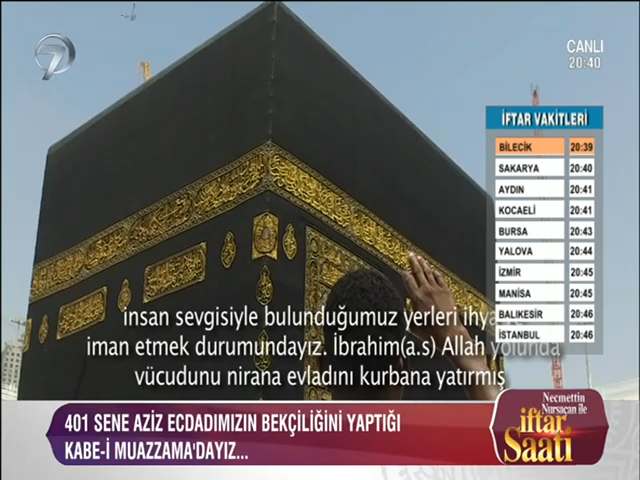 7
CANLI
20:40
İFTAR VAKİTLERİ
BİLECİK 20:39
SAKARYA 20:40
AYDIN 20:41
KOCAELİ 20:41
BURSA 20:43
YALOVA 20:44
İZMİR 20:45
MANİSA 20:45
BALIKESİR 20:46
İSTANBUL 20:46
insan sevgisiyle bulunduğumuz yerleri ihya
iman etmek durumundayız. İbrahim(a.s) Allah yolunda
vücudunu nirana evladını kurbana yatırmış
401 SENE AZİZ ECDADIMIZIN BEKÇİLİĞİNİ YAPTIĞI
KABE-İ MUAZZAMA'DAYIZ...
Necmettin
Nursaçan ile
iftar
Saati